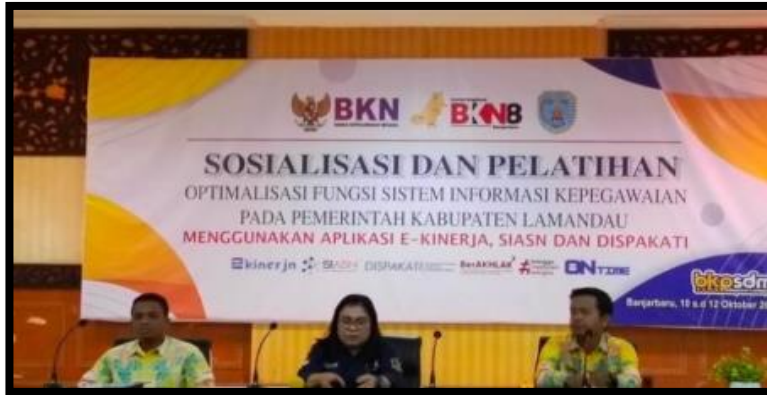 BKN
BKN8
SOSIALISASI DAN PELATIHAN
OPTIMALISASI FUNGSI SISTEM INFORMASI KEPEGAWAIAN
PADA PEMERINTAH KABUPATEN LAMANDAU
MENGGUNAKAN APLIKASI E-KINERJA, SIASN DAN DISPAKATI
ekinerja SIASN DISPAKATI BerAKHLAK # ONTIME
bkpsdm
Banjarbaru, 10 s.d 12 Oktober